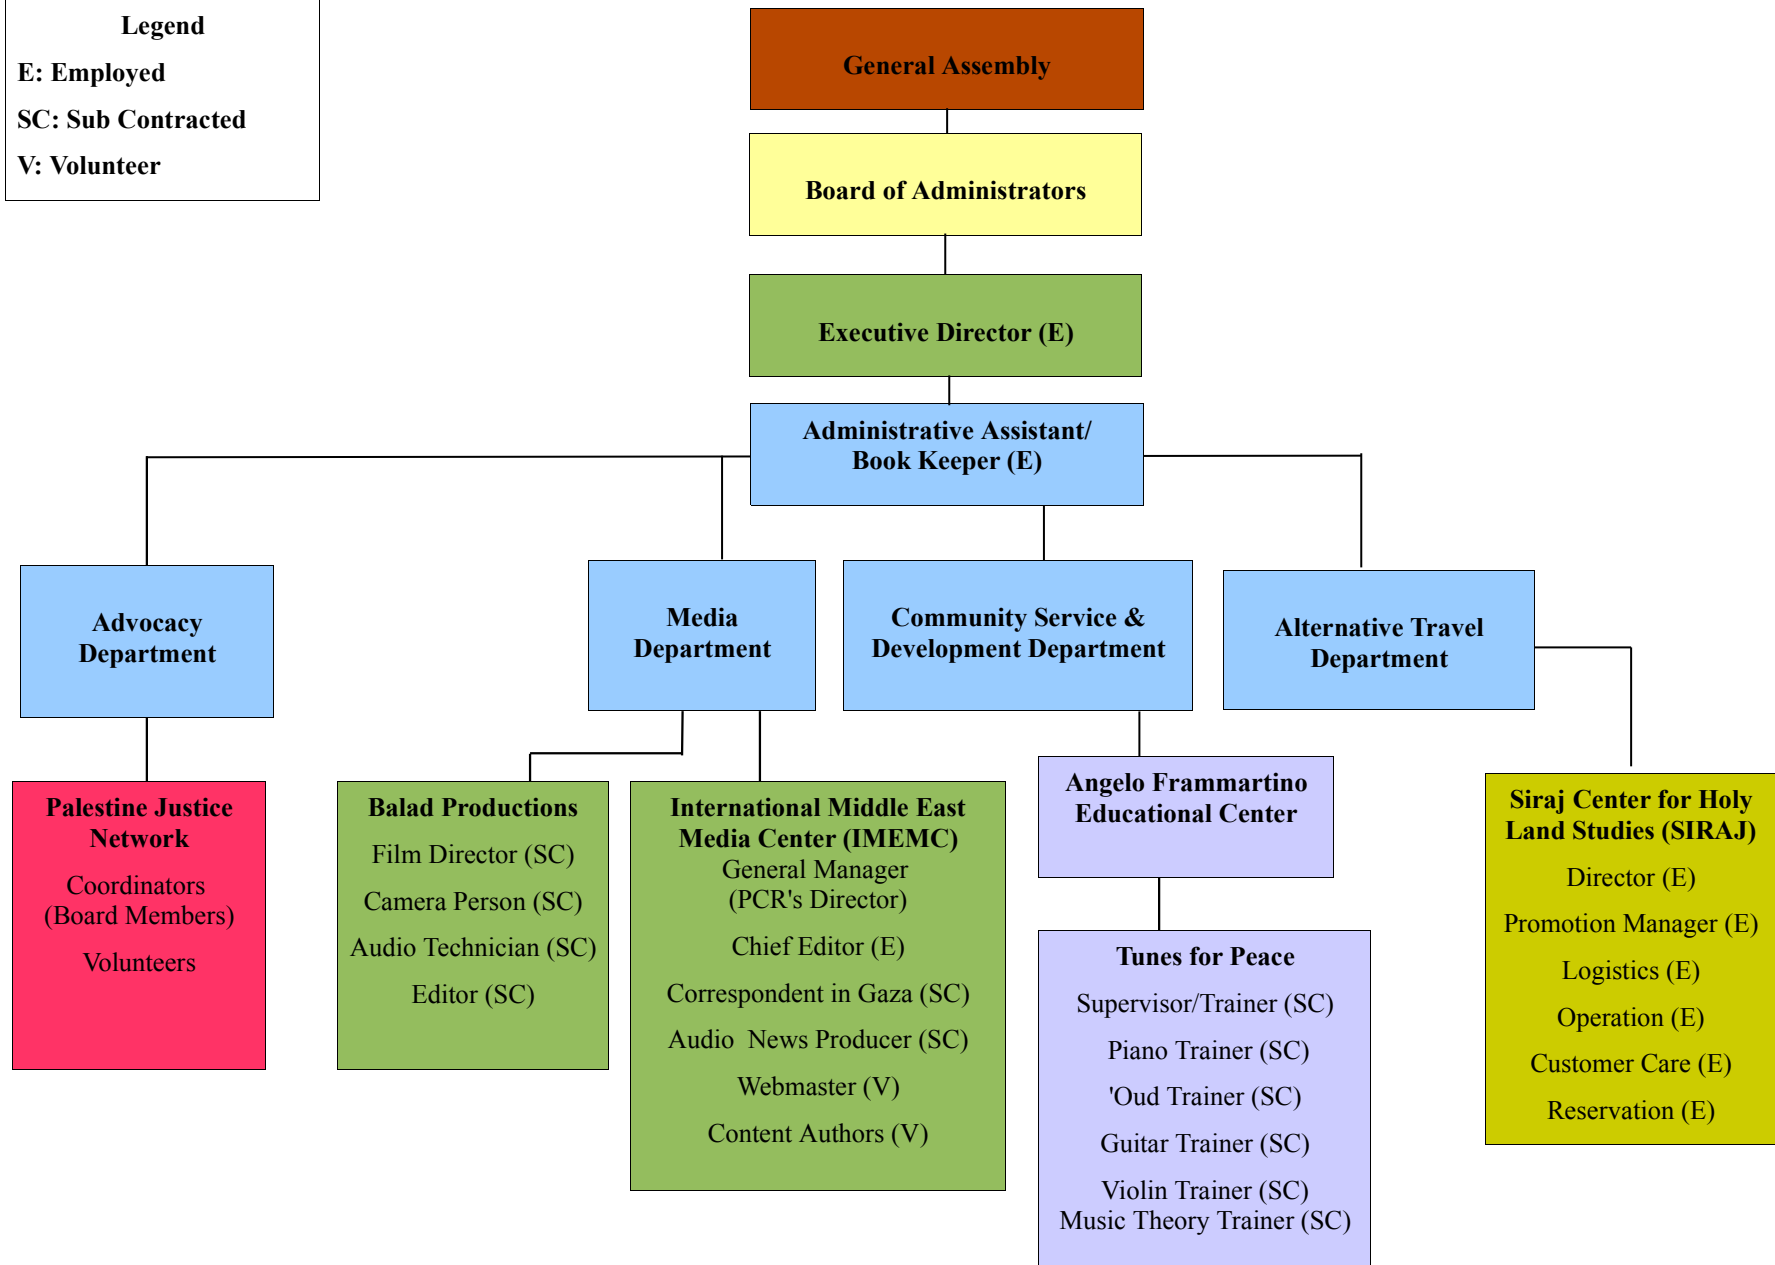 Legend
E: Employed
SC: Sub Contracted
V: Volunteer
General Assembly
Board of Administrators
Executive Director (E)
Administrative Assistant/
Book Keeper (E)
Advocacy
Department
Media
Department
Community Service &
Development Department
Alternative Travel
Department
Palestine Justice
Network
Coordinators
(Board Members)
Volunteers
Balad Productions
Film Director (SC)
Camera Person (SC)
Audio Technician (SC)
Editor (SC)
International Middle East
Media Center (IMEMC)
General Manager
(PCR's Director)
Chief Editor (E)
Correspondent in Gaza (SC)
Audio  News Producer (SC)
Webmaster (V)
Content Authors (V)
Angelo Frammartino
Educational Center
Tunes for Peace
Supervisor/Trainer (SC)
Piano Trainer (SC)
'Oud Trainer (SC)
Guitar Trainer (SC)
Violin Trainer (SC)
Music Theory Trainer (SC)
Siraj Center for Holy
Land Studies (SIRAJ)
Director (E)
Promotion Manager (E)
Logistics (E)
Operation (E)
Customer Care (E)
Reservation (E)